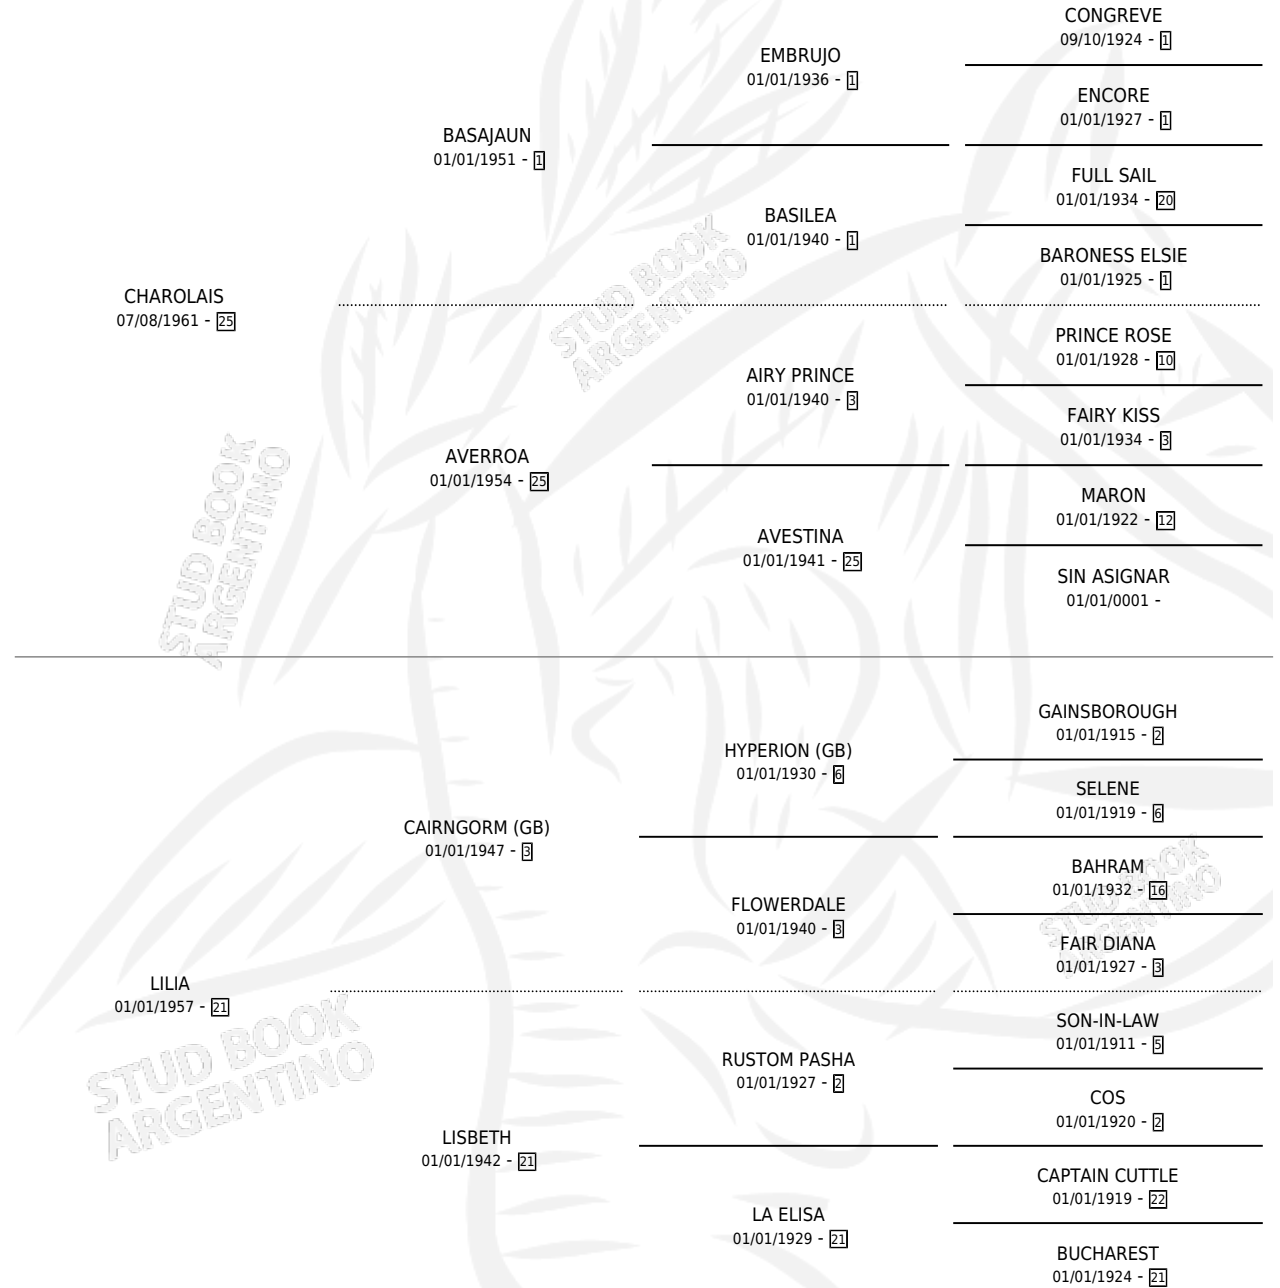 CONGREVE
09/10/1924 - 1
EMBRUJO
01/01/1936 - 1
ENCORE
01/01/1927 - 1
BASAJAUN
01/01/1951 - 1
FULL SAIL
01/01/1934 - 20
BASILEA
01/01/1940 - 1
BARONESS ELSIE
01/01/1925 - 1
CHAROLAIS
07/08/1961 - 25
PRINCE ROSE
01/01/1928 - 10
AIRY PRINCE
01/01/1940 - 3
FAIRY KISS
01/01/1934 - 3
AVERROA
01/01/1954 - 25
MARON
01/01/1922 - 12
AVESTINA
01/01/1941 - 25
SIN ASIGNAR
01/01/0001 -
GAINSBOROUGH
01/01/1915 - 2
HYPERION (GB)
01/01/1930 - 6
SELENE
01/01/1919 - 6
CAIRNGORM (GB)
01/01/1947 - 3
BAHRAM
01/01/1932 - 16
FLOWERDALE
01/01/1940 - 3
FAIR DIANA
01/01/1927 - 3
LILIA
01/01/1957 - 21
SON-IN-LAW
01/01/1911 - 5
RUSTOM PASHA
01/01/1927 - 2
COS
01/01/1920 - 2
LISBETH
01/01/1942 - 21
CAPTAIN CUTTLE
01/01/1919 - 22
LA ELISA
01/01/1929 - 21
BUCHAREST
01/01/1924 - 21
STUD BOOK
ARGENTINO
STUD BOOK
ARGENTINO
STUD BOOK
ARGENTINO
STUD BOOK
ARGENTINO